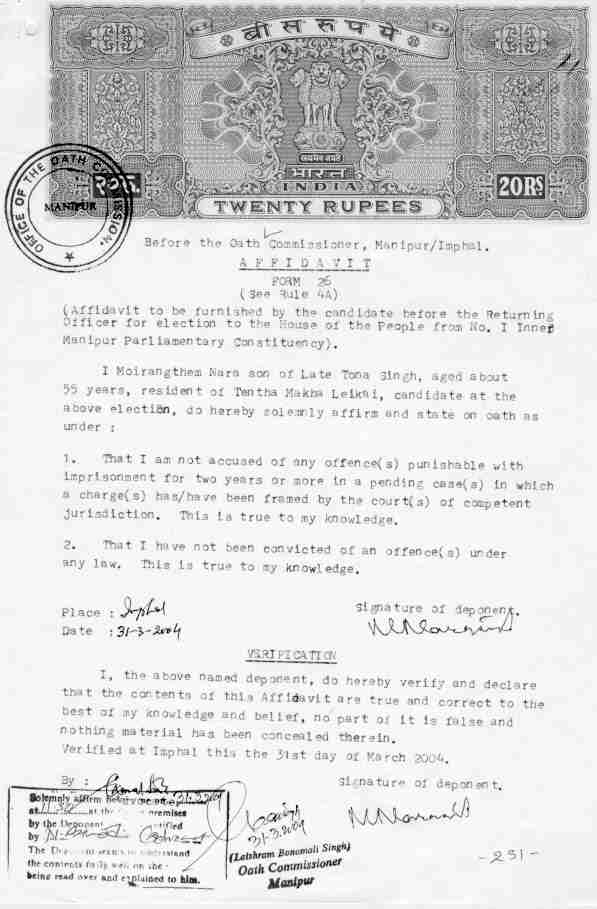 बीस रुपये
सत्यमेव जयते
भारत
INDIA
२०रु.
20RS
TWENTY RUPEES
OFFICE OF THE OATH COMMISSION.
MANIPUR
Before the Oath Commissioner, Manipur/Imphal.
A F F I D A V I T
FORM 26
(See Rule 4A)
(Affidavit to be furnished by the candidate before the Returning
Officer for election to the House of the People from No. I Inner
Manipur Parliamentary Constituency).
I Moirangthem Nara son of Late Tona Singh, aged about
55 years, resident of Tentha Makha Leikai, candidate at the
above election, do hereby solemnly affirm and state on oath as
under :
1. That I am not accused of any offence(s) punishable with
imprisonment for two years or more in a pending case(s) in which
a charge(s) has/have been framed by the court(s) of competent
jurisdiction. This is true to my knowledge.
2. That I have not been convicted of an offence(s) under
any law. This is true to my knowledge.
Place : Imphal
Signature of deponent.
Date : 31-3-2004
VERIFICATION
I, the above named deponent, do hereby verify and declare
that the contents of this Affidavit are true and correct to the
best of my knowledge and belief, no part of it is false and
nothing material has been concealed therein.
Verified at Imphal this the 31st day of March 2004.
By :
Signature of deponent.
Solemnly affirm before me on 31.3.2004
at 11.30 at the premises
by the Deponent
by
The Deponent seems to understand
the contents fully well on the
being read over and explained to him.
31.3.2004
(Laishram Bonomali Singh)
Oath Commissioner
Manipur
- 251 -